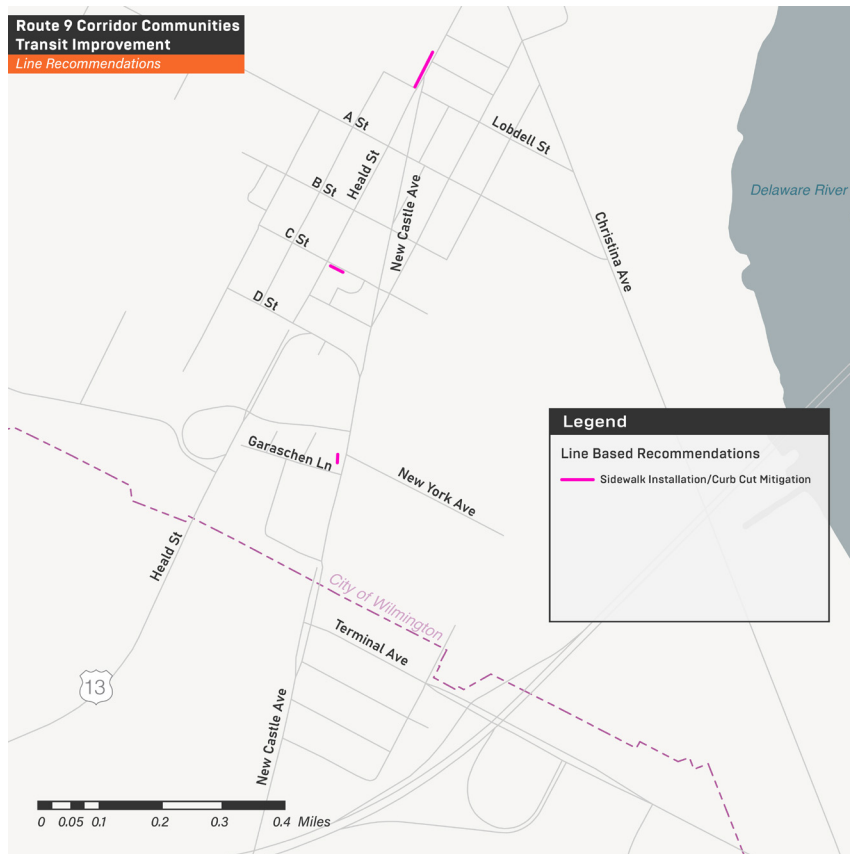 Route 9 Corridor Communities
Transit Improvement
Line Recommendations
A St
Lobdell St
Heald St
B St
Delaware River
New Castle Ave
C St
Christina Ave
D St
Legend
Line Based Recommendations
Sidewalk Installation/Curb Cut Mitigation
Garaschen Ln
New York Ave
Heald St
City of Wilmington
Terminal Ave
13
New Castle Ave
0 0.05 0.1 0.2 0.3 0.4 Miles